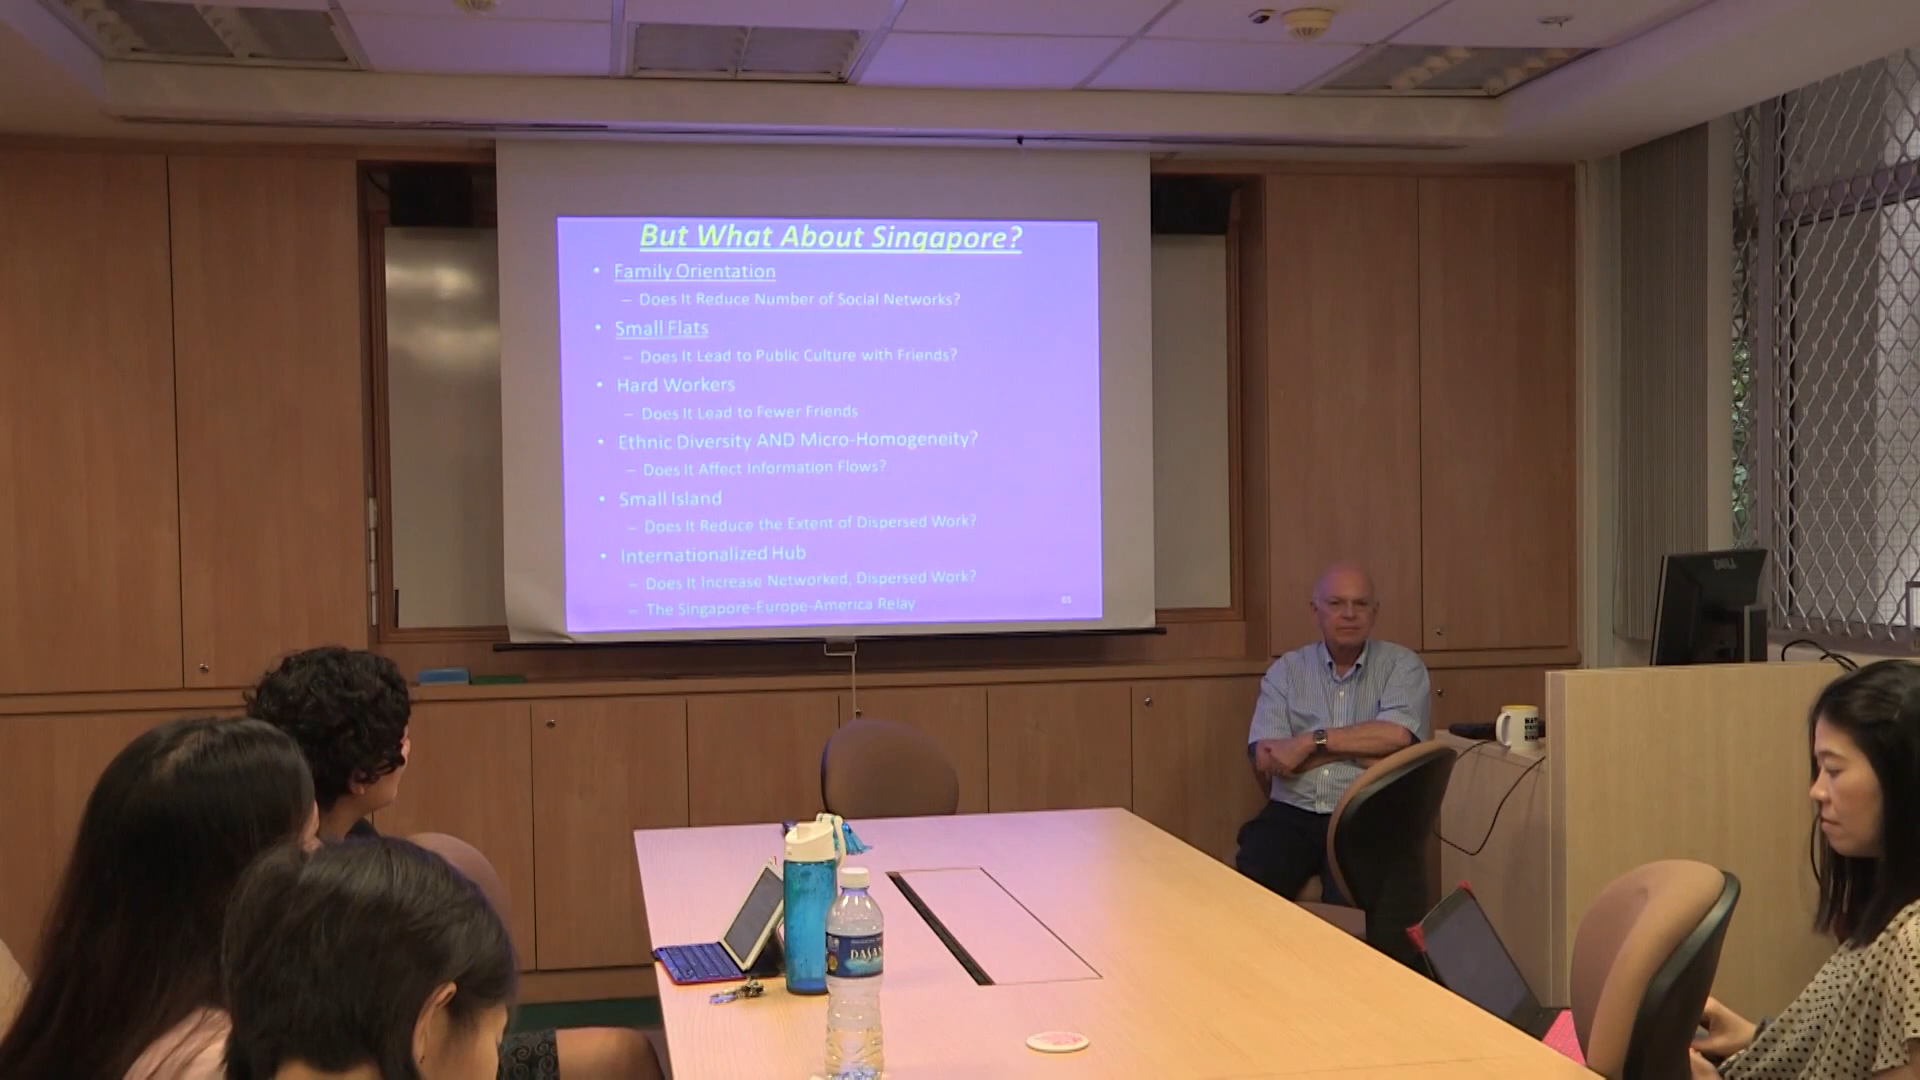 But What About Singapore?
• Family Orientation
– Does It Reduce Number of Social Networks?
• Small Flats
– Does It Lead to Public Culture with Friends?
• Hard Workers
– Does It Lead to Fewer Friends
• Ethnic Diversity AND Micro-Homogeneity?
– Does It Affect Information Flows?
• Small Island
– Does It Reduce the Extent of Dispersed Work?
• Internationalized Hub
– Does It Increase Networked, Dispersed Work?
– The Singapore-Europe-America Relay
DELL
DASA